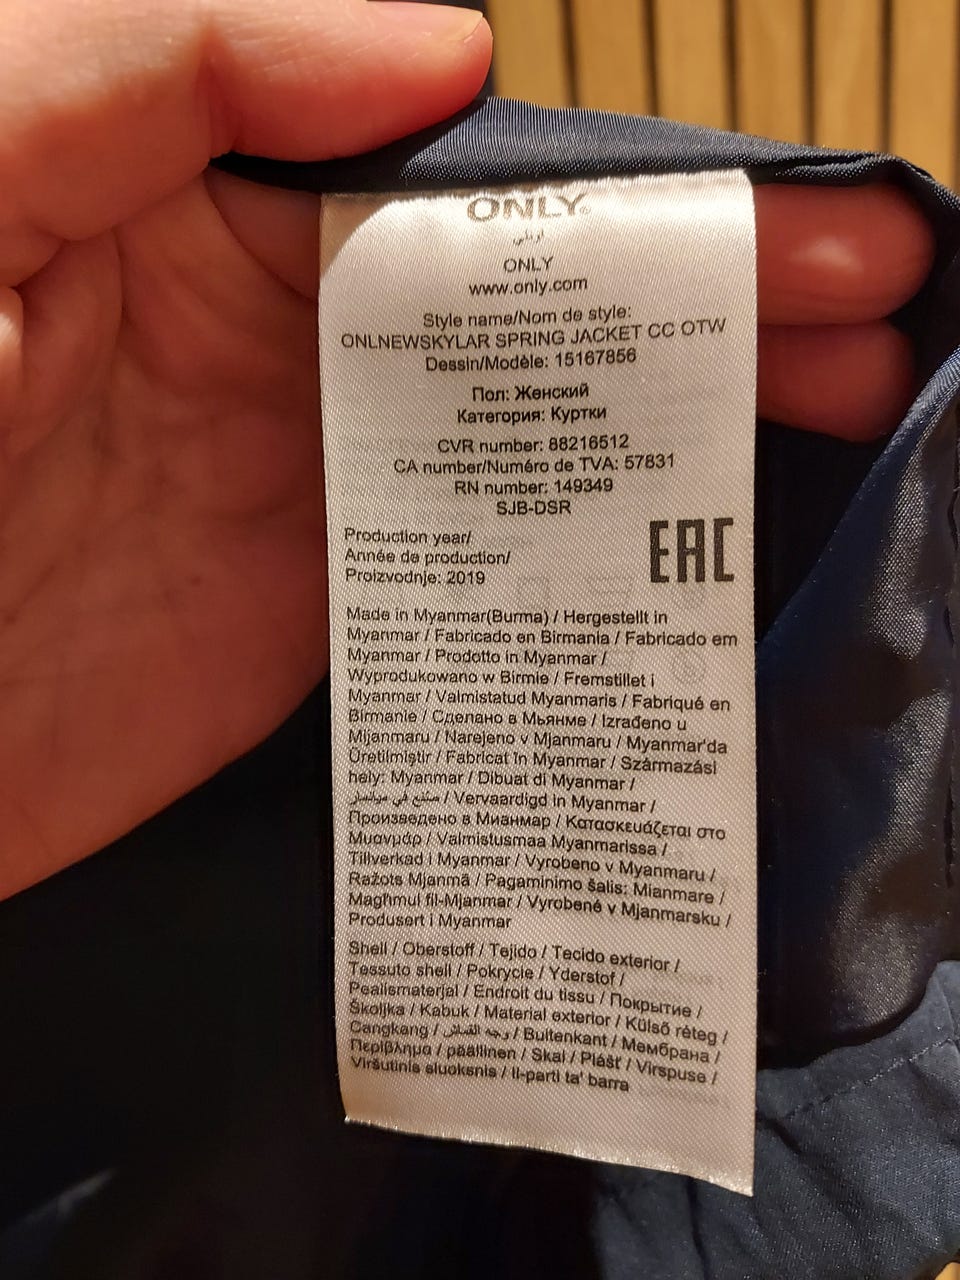 ONLY
اونلي
ONLY
www.only.com
Style name/Nom de style:
ONLNEWSKYLAR SPRING JACKET CC OTW
Dessin/Modèle: 15167856
Пол: Женский
Категория: Куртки
CVR number: 88216512
CA number/Numéro de TVA: 57831
RN number: 149349
SJB-DSR
Production year/
Année de production/
Proizvodnje: 2019
EAC
Made in Myanmar(Burma) / Hergestellt in
Myanmar / Fabricado en Birmania / Fabricado em
Myanmar / Prodotto in Myanmar /
Wyprodukowano w Birmie / Fremstillet i
Myanmar / Valmistatud Myanmaris / Fabriqué en
Birmanie / Сделано в Мьянме / Izrađeno u
Mijanmaru / Narejeno v Mjanmaru / Myanmar'da
Üretilmiştir / Fabricat în Myanmar / Származási
hely: Myanmar / Dibuat di Myanmar /
صنع في ميانمار / Vervaardigd in Myanmar /
Произведено в Мианмар / Κατασκευάζεται στο
Μυανμάρ / Valmistusmaa Myanmarissa /
Tillverkad i Myanmar / Vyrobeno v Myanmaru /
Ražots Mjanmā / Pagaminimo šalis: Mianmare /
Magħmul fil-Mjanmar / Vyrobené v Mjanmarsku /
Produsert i Myanmar
Shell / Oberstoff / Tejido / Tecido exterior /
Tessuto shell / Pokrycie / Yderstof /
Pealismaterjal / Endroit du tissu / Покрытие /
Školjka / Kabuk / Material exterior / Külső réteg /
Cangkang / وجه القماش / Buitenkant / Мембрана /
Περίβλημα / päällinen / Skal / Plášť / Virspuse /
Viršutinis sluoksnis / Il-parti ta' barra